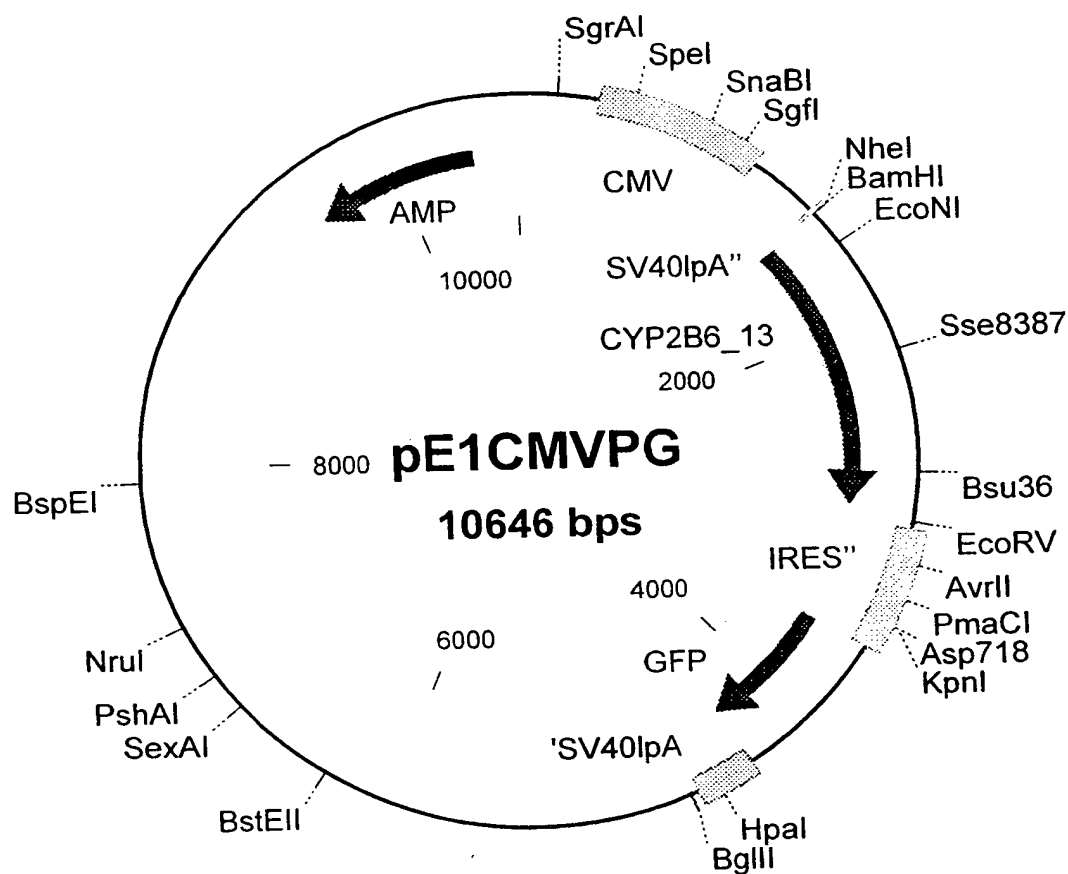 SgrAI
SpeI
SnaBI
SgfI
NheI
BamHI
EcoNI
CMV
AMP
10000
SV40lpA"
CYP2B6_13
2000
Sse8387
pE1CMVPG
8000
10646 bps
BspEI
Bsu36
EcoRV
IRES"
AvrII
PmaCI
Asp718
KpnI
4000
6000
GFP
NruI
PshAI
SexAI
'SV40lpA
BstEII
HpaI
BglII